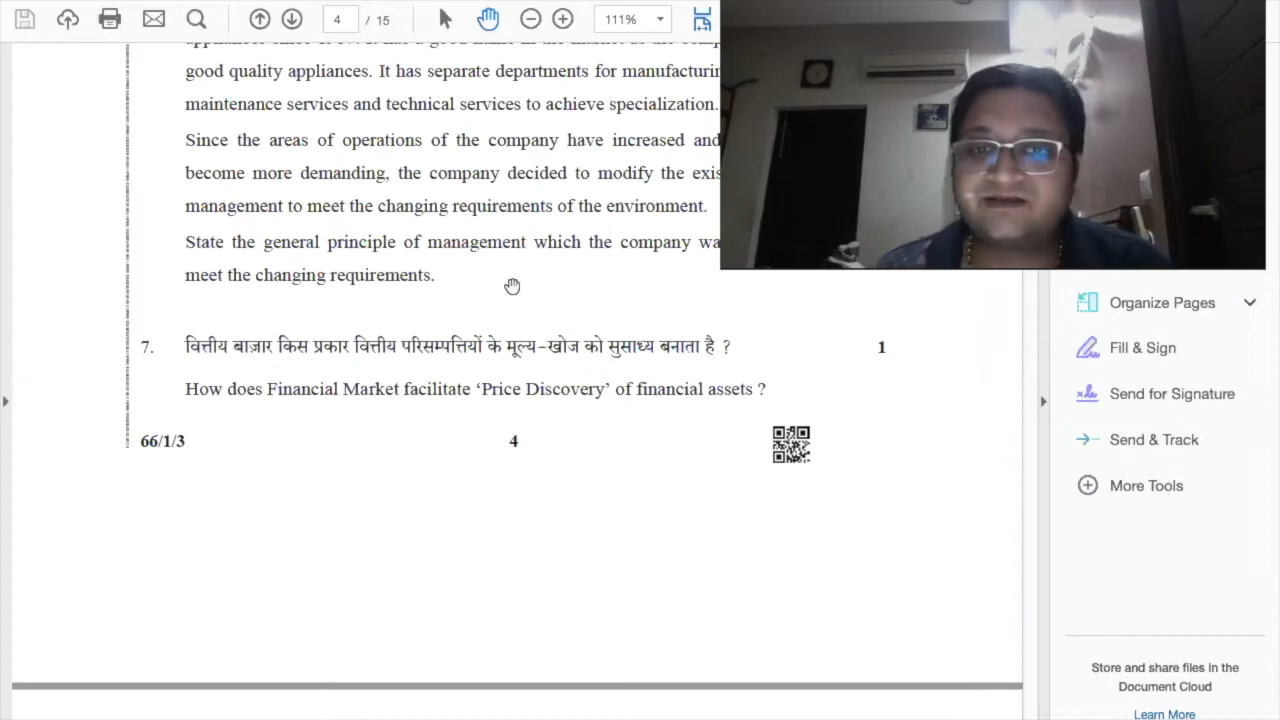 4 / 15 111%
good quality appliances. It has separate departments for
maintenance services and technical services to achieve specialization.
Since the areas of operations of the company have increased and
become more demanding, the company decided to modify the
management to meet the changing requirements of the environment.
State the general principle of management which the company
meet the changing requirements.
7. वित्तीय बाज़ार किस प्रकार वित्तीय परिसम्पत्तियों के मूल्य-खोज को सुसाध्य बनाता है ? 1
How does Financial Market facilitate ‘Price Discovery’ of financial assets ?
66/1/3 4
Organize Pages
Fill & Sign
Send for Signature
Send & Track
More Tools
Store and share files in the
Document Cloud
Learn More